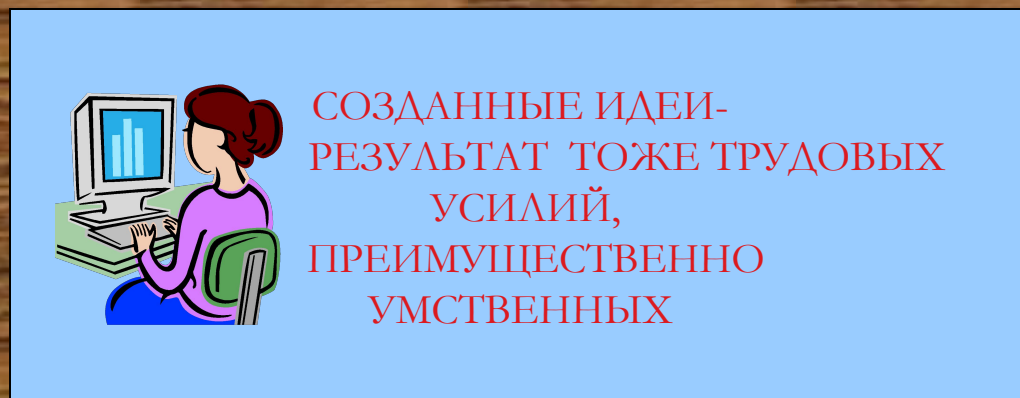 СОЗДАННЫЕ ИДЕИ-
РЕЗУЛЬТАТ ТОЖЕ ТРУДОВЫХ
УСИЛИЙ,
ПРЕИМУЩЕСТВЕННО
УМСТВЕННЫХ